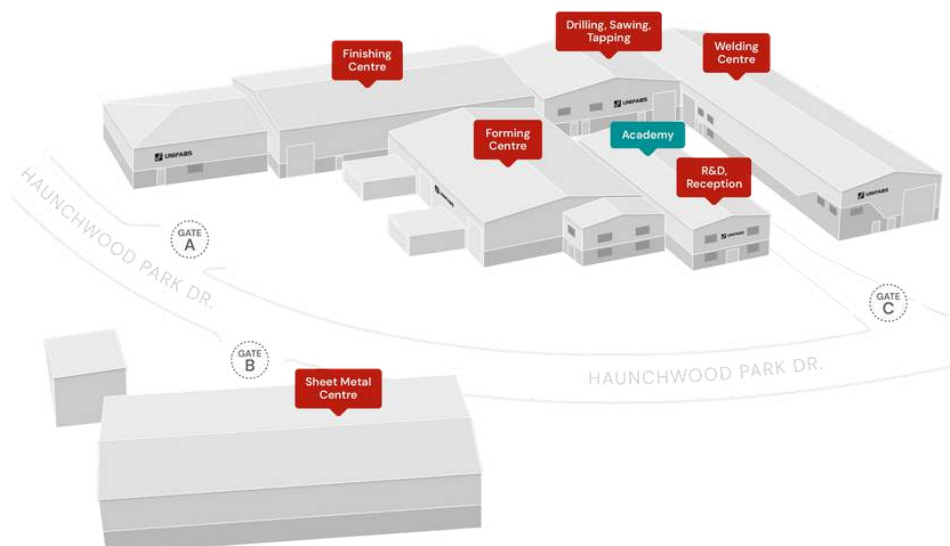 Drilling, Sawing,
Tapping
Finishing
Centre
Welding
Centre
UNIFABS
Forming
Centre
Academy
UNIFABS
R&D,
Reception
UNIFABS
UNIFABS
UNIFABS
GATE
A
HAUNCHWOOD PARK DR.
GATE
C
GATE
B
HAUNCHWOOD PARK DR.
Sheet Metal
Centre